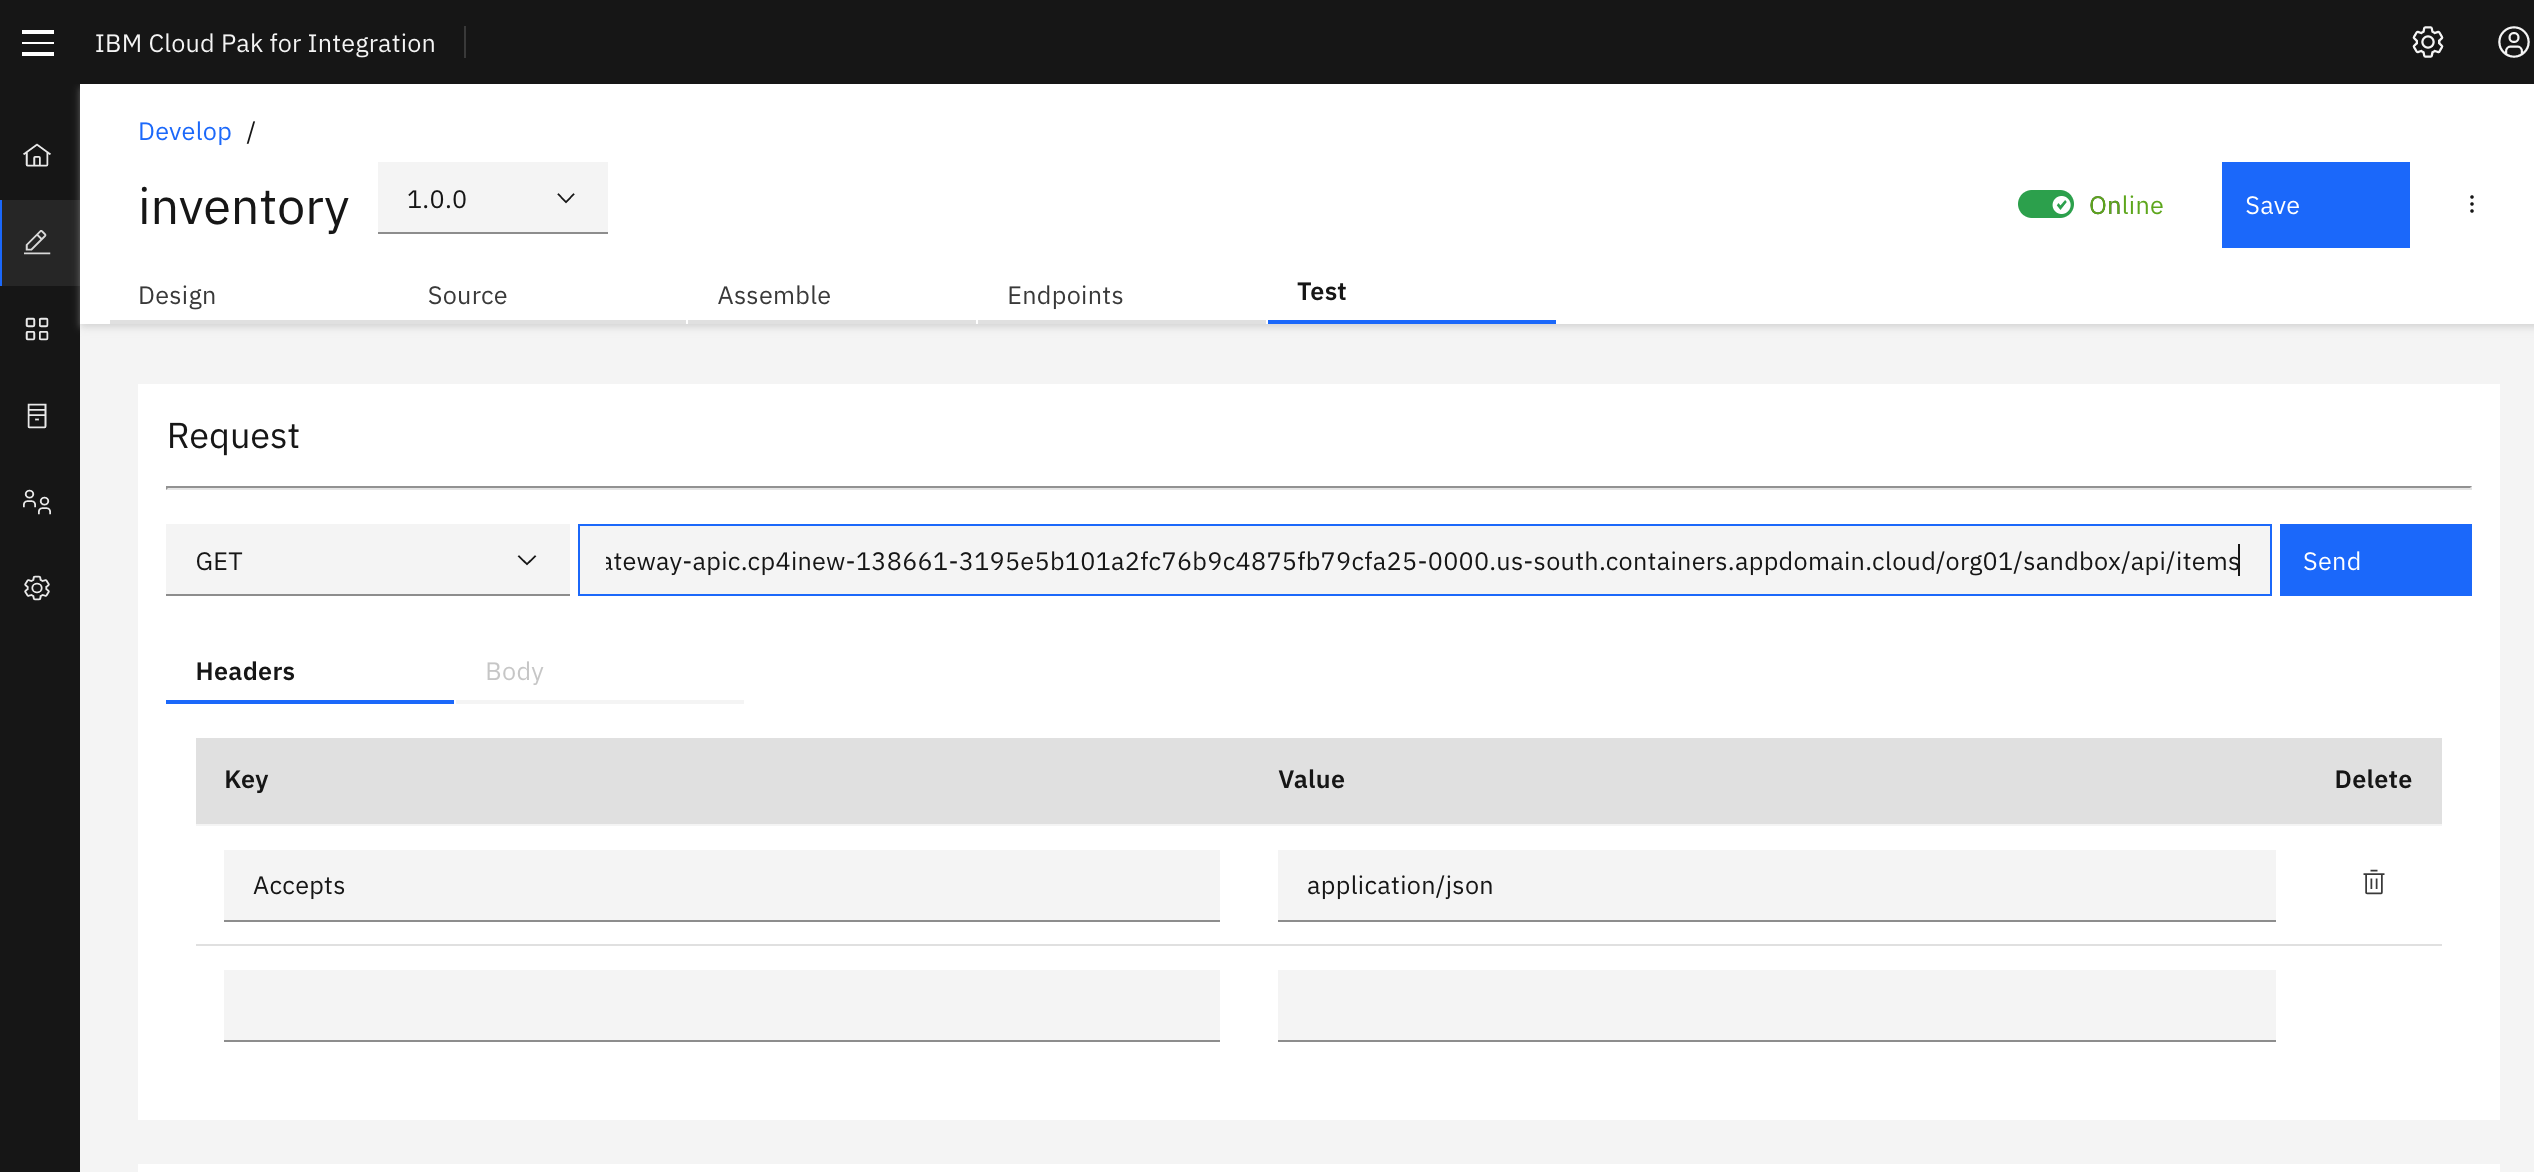 IBM Cloud Pak for Integration
Develop /
inventory
1.0.0
Online
Save
Design Source Assemble Endpoints Test
Request
GET
ateway-apic.cp4inew-138661-3195e5b101a2fc76b9c4875fb79cfa25-0000.us-south.containers.appdomain.cloud/org01/sandbox/api/items
Send
Headers Body
Key Value Delete
Accepts application/json